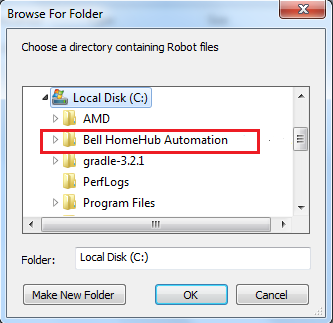 Browse For Folder
Choose a directory containing Robot files
Local Disk (C:)
AMD
Bell HomeHub Automation
gradle-3.2.1
PerfLogs
Program Files
Folder: Local Disk (C:)
Make New Folder OK Cancel